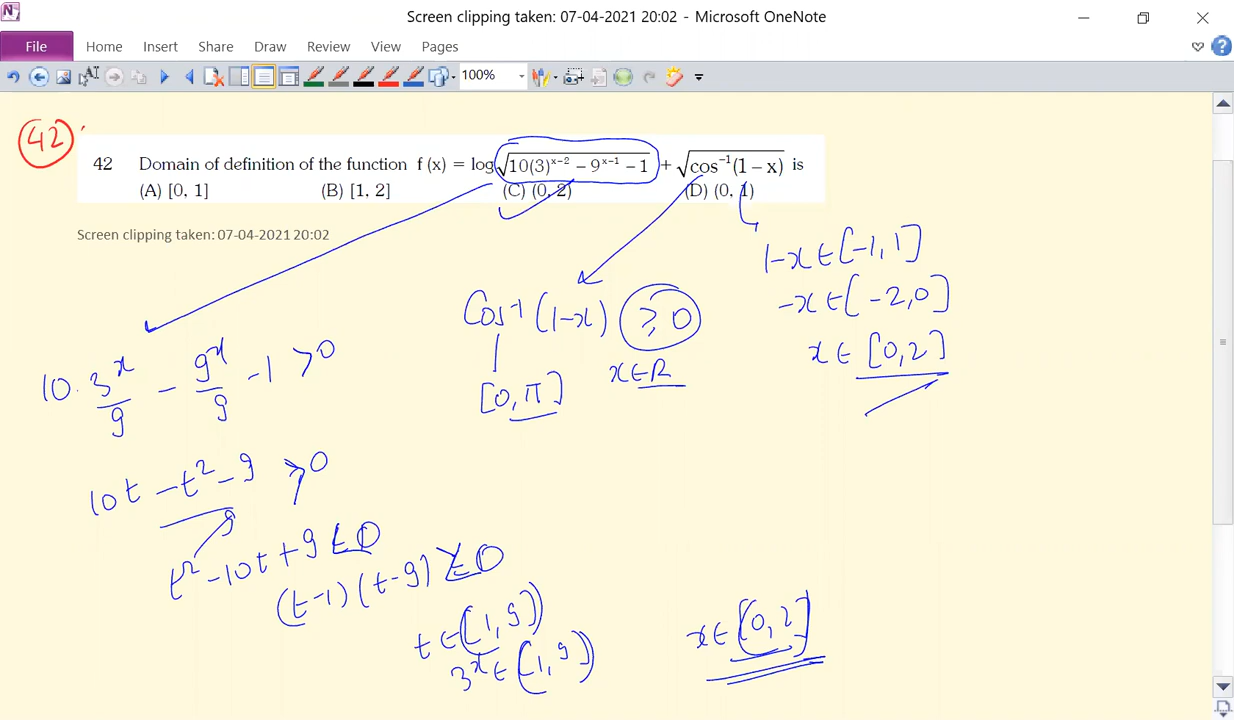 Screen clipping taken: 07-04-2021 20:02 - Microsoft OneNote
File Home Insert Share Draw Review View Pages
100%
42
42 Domain of definition of the function f (x) = log√(10(3)^(x−2) − 9^(x−1) − 1) + √(cos⁻¹(1 − x)) is
(A) [0, 1] (B) [1, 2] (C) (0, 2) (D) (0, 1)
Screen clipping taken: 07-04-2021 20:02
1-x ∈ [-1, 1]
-x ∈ [-2, 0]
x ∈ [0, 2]
Cos⁻¹ (1-x) ≥ 0
[0, π]
x ∈ R
10. 3^x/9 - 9^x/9 - 1 > 0
10t - t² - 9 > 0
9
t² - 10t + 9 < 0
(t-1) (t-9) < 0
t ∈ (1, 9)
3^x ∈ (1, 9)
x ∈ (0, 2)